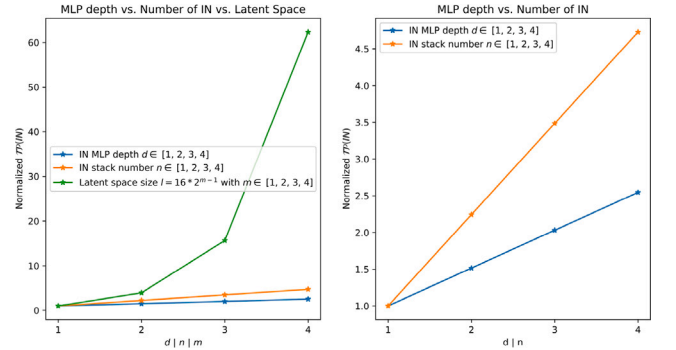 MLP depth vs. Number of IN vs. Latent Space
60
50
40
30
20
10
0
Normalized 𝒯ᵖ(IN)
IN MLP depth d ∈ [1, 2, 3, 4]
IN stack number n ∈ [1, 2, 3, 4]
Latent space size l = 16 * 2^{m−1} with m ∈ [1, 2, 3, 4]
1 2 3 4
d | n | m
MLP depth vs. Number of IN
IN MLP depth d ∈ [1, 2, 3, 4]
IN stack number n ∈ [1, 2, 3, 4]
4.5
4.0
3.5
3.0
2.5
2.0
1.5
1.0
Normalized 𝒯ᵖ(IN)
1 2 3 4
d | n